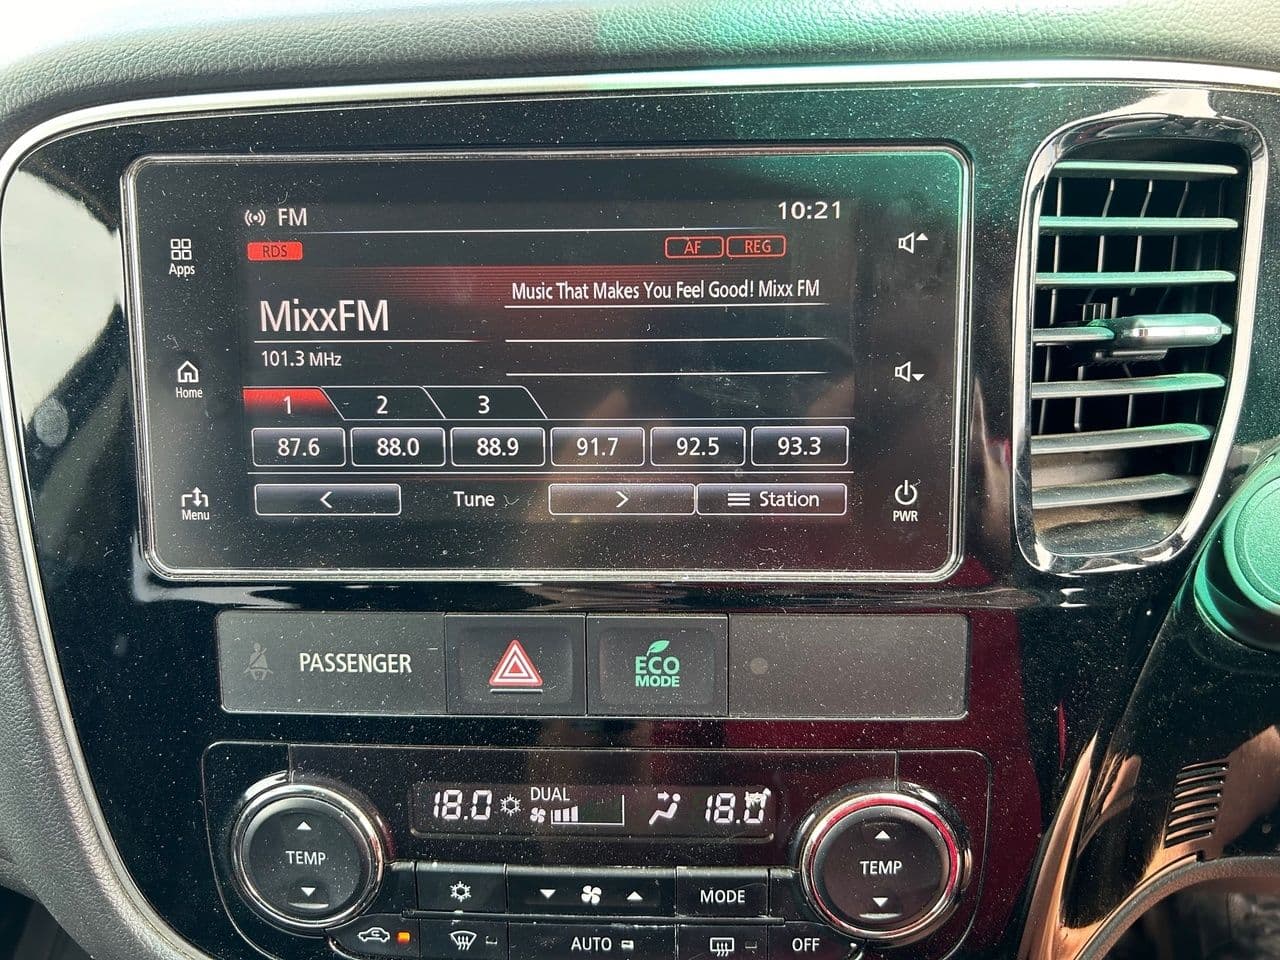 FM
10:21
RDS
AF
REG
Apps
Music That Makes You Feel Good! Mixx FM
MixxFM
101.3 MHz
Home
1
2
3
87.6
88.0
88.9
91.7
92.5
93.3
Menu
<
Tune
>
Station
PWR
PASSENGER
ECO
MODE
18.0
DUAL
18.0
TEMP
TEMP
MODE
AUTO
OFF